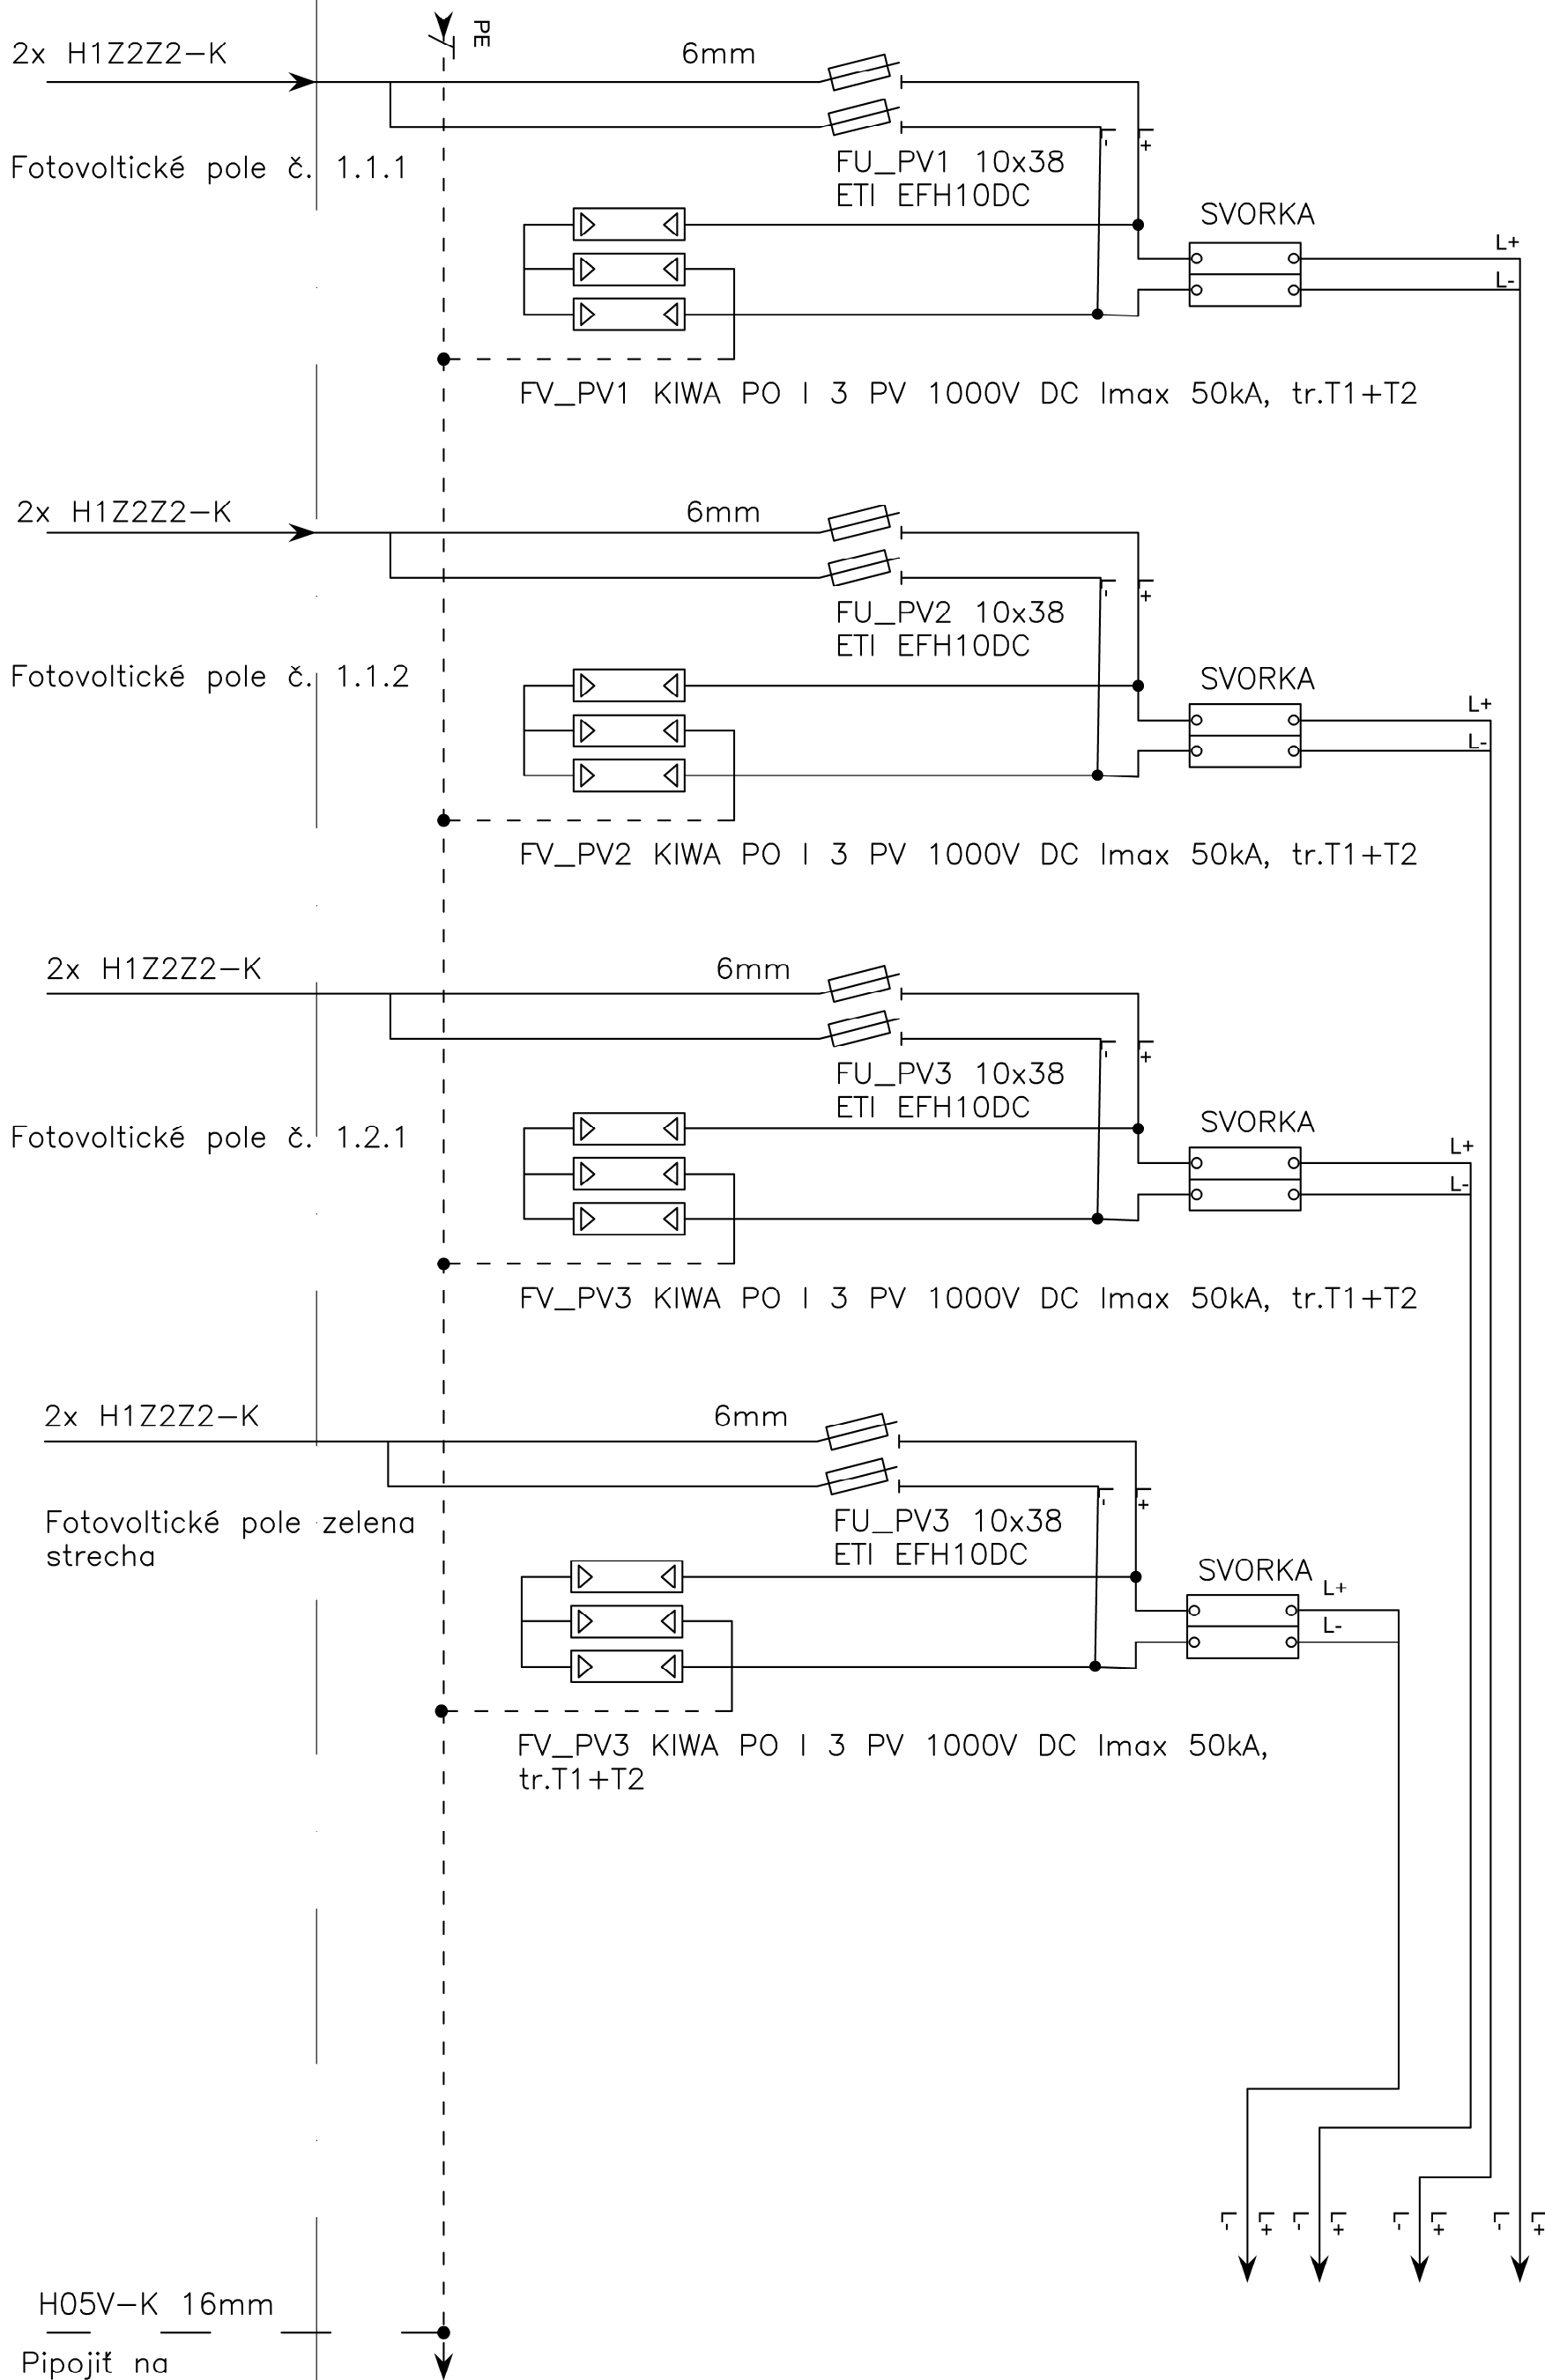 PE
2x H1Z2Z2-K
6mm
Fotovoltické pole č. 1.1.1
- +
FU_PV1 10x38
ETI EFH10DC
SVORKA
L+
L-
FV_PV1 KIWA PO I 3 PV 1000V DC Imax 50kA, tr.T1+T2
2x H1Z2Z2-K
6mm
- +
FU_PV2 10x38
ETI EFH10DC
Fotovoltické pole č. 1.1.2
SVORKA
L+
L-
FV_PV2 KIWA PO I 3 PV 1000V DC Imax 50kA, tr.T1+T2
2x H1Z2Z2-K
6mm
- +
FU_PV3 10x38
ETI EFH10DC
Fotovoltické pole č. 1.2.1
SVORKA
L+
L-
FV_PV3 KIWA PO I 3 PV 1000V DC Imax 50kA, tr.T1+T2
2x H1Z2Z2-K
6mm
- +
Fotovoltické pole zelena
strecha
FU_PV3 10x38
ETI EFH10DC
SVORKA
L+
L-
FV_PV3 KIWA PO I 3 PV 1000V DC Imax 50kA,
tr.T1+T2
L- L+ L- L+ L- L+ L- L+
H05V-K 16mm
Pipojiť na